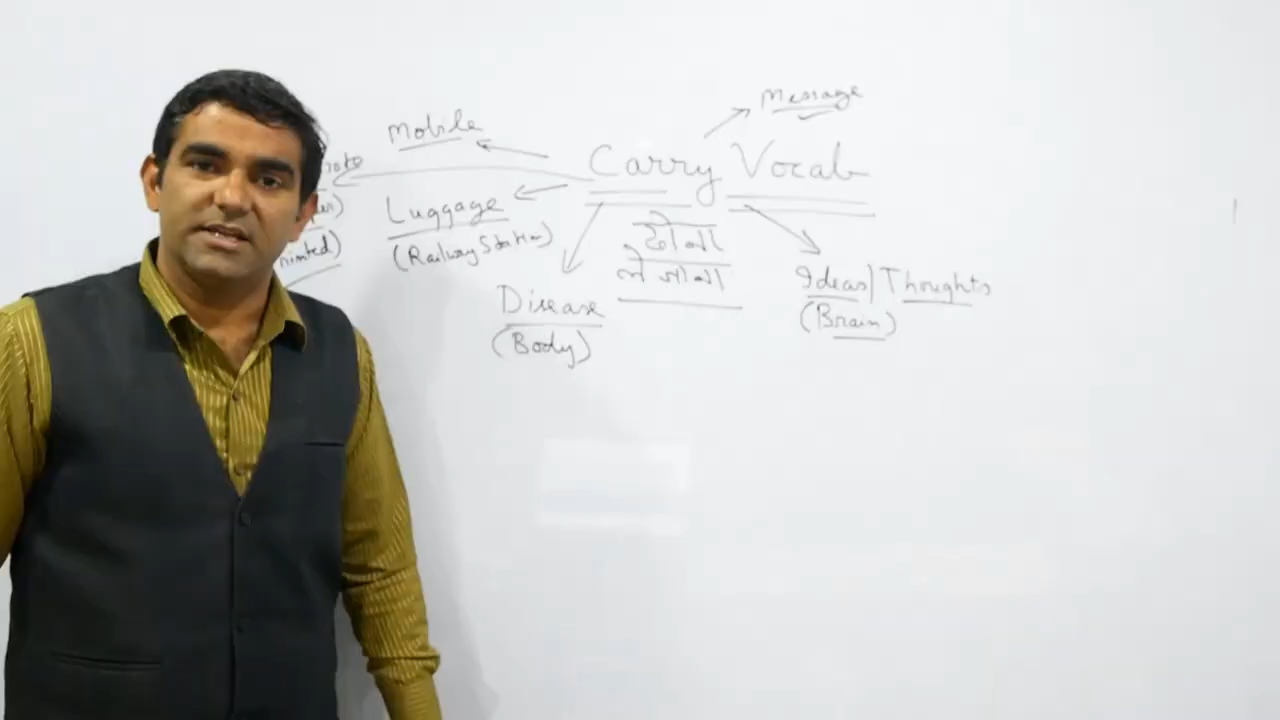 Message
Mobile
Carry Vocab
Luggage
(Railway Station)
ढोना
ले जाना
Disease
(Body)
Ideas/Thoughts
(Brain)